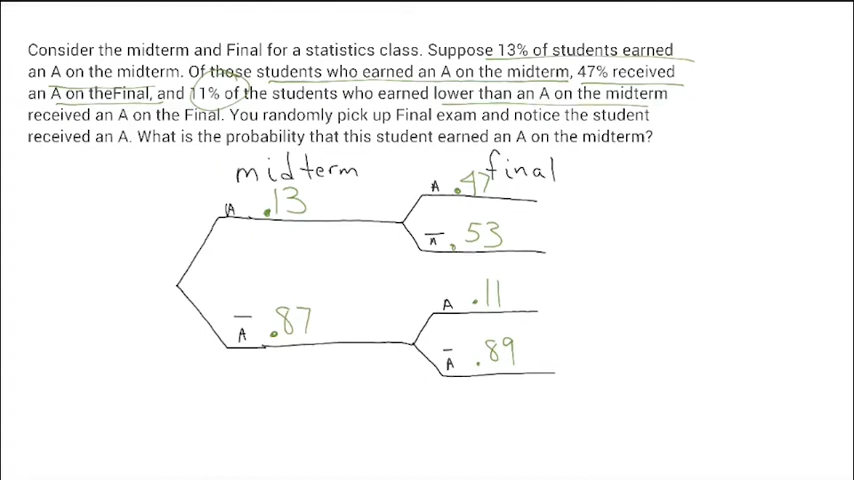 Consider the midterm and Final for a statistics class. Suppose 13% of students earned
an A on the midterm. Of those students who earned an A on the midterm, 47% received
an A on theFinal, and 11% of the students who earned lower than an A on the midterm
received an A on the Final. You randomly pick up Final exam and notice the student
received an A. What is the probability that this student earned an A on the midterm?
midterm final
A .47
A .13
A̅ .53
A .11
A̅ .87
A̅ .89